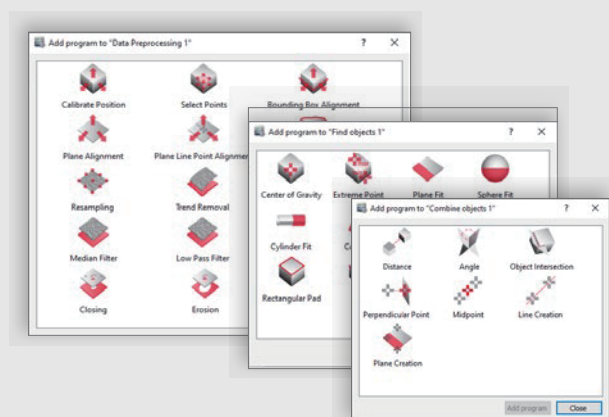 Add program to "Data Preprocessing 1"
? ✕
Calibrate Position
Select Points
Bounding Box Alignment
Plane Alignment
Plane Line Point Alignme
Resampling
Trend Removal
Median Filter
Low Pass Filter
Closing
Erosion
Add program to "Find objects 1"
? ✕
Center of Gravity
Extreme Point
Plane Fit
Sphere Fit
Cylinder Fit
Rectangular Pad
Add program to "Combine objects 1"
? ✕
Distance
Angle
Object Intersection
Perpendicular Point
Midpoint
Line Creation
Plane Creation
Add program
Close